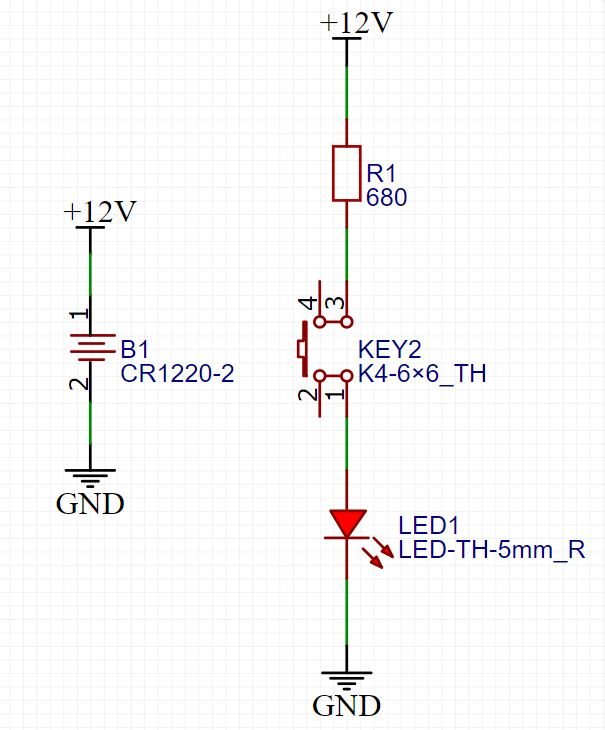 +12V
R1
680
+12V
1
B1
CR1220-2
2
GND
4
3
KEY2
K4-6×6_TH
2
1
LED1
LED-TH-5mm_R
GND